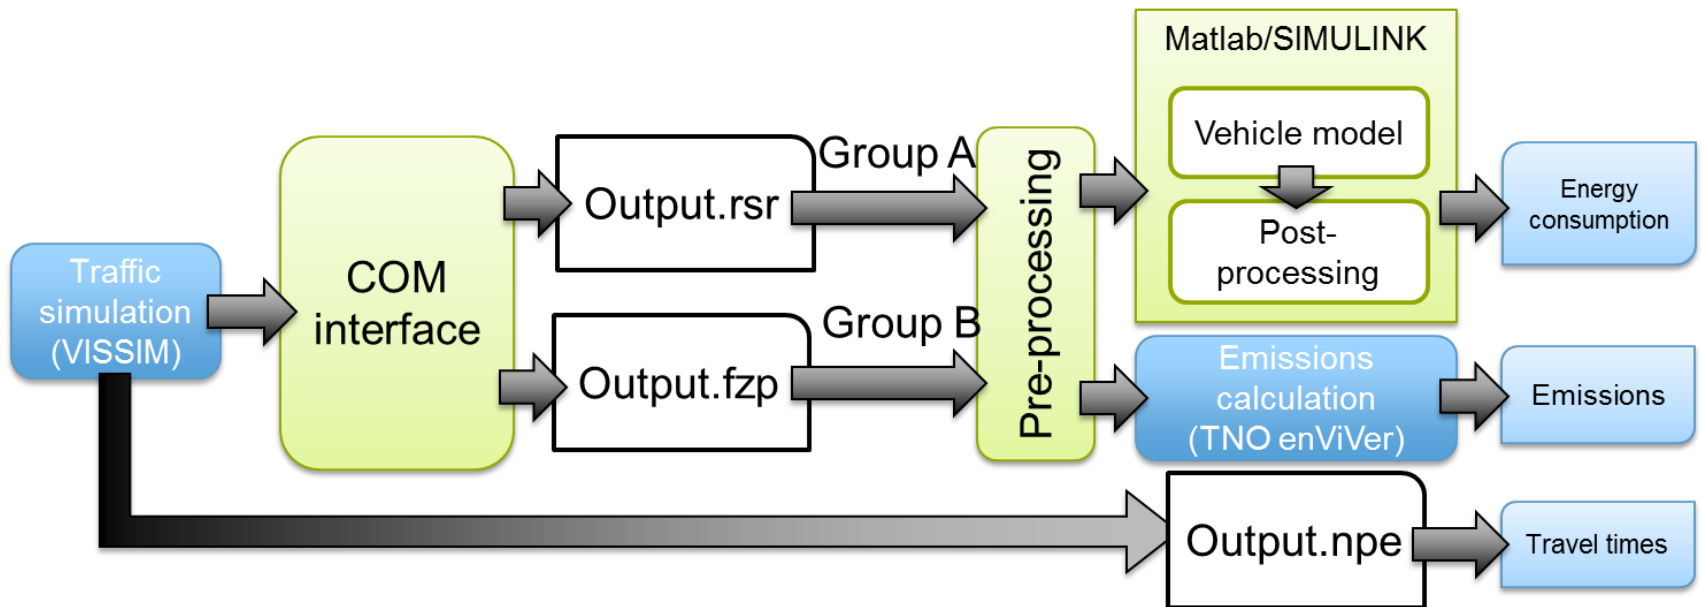 Traffic
simulation
(VISSIM)
COM
interface
Output.rsr
Output.fzp
Group A
Group B
Pre-processing
Matlab/SIMULINK
Vehicle model
Post-
processing
Emissions
calculation
(TNO enViVer)
Output.npe
Energy
consumption
Emissions
Travel times